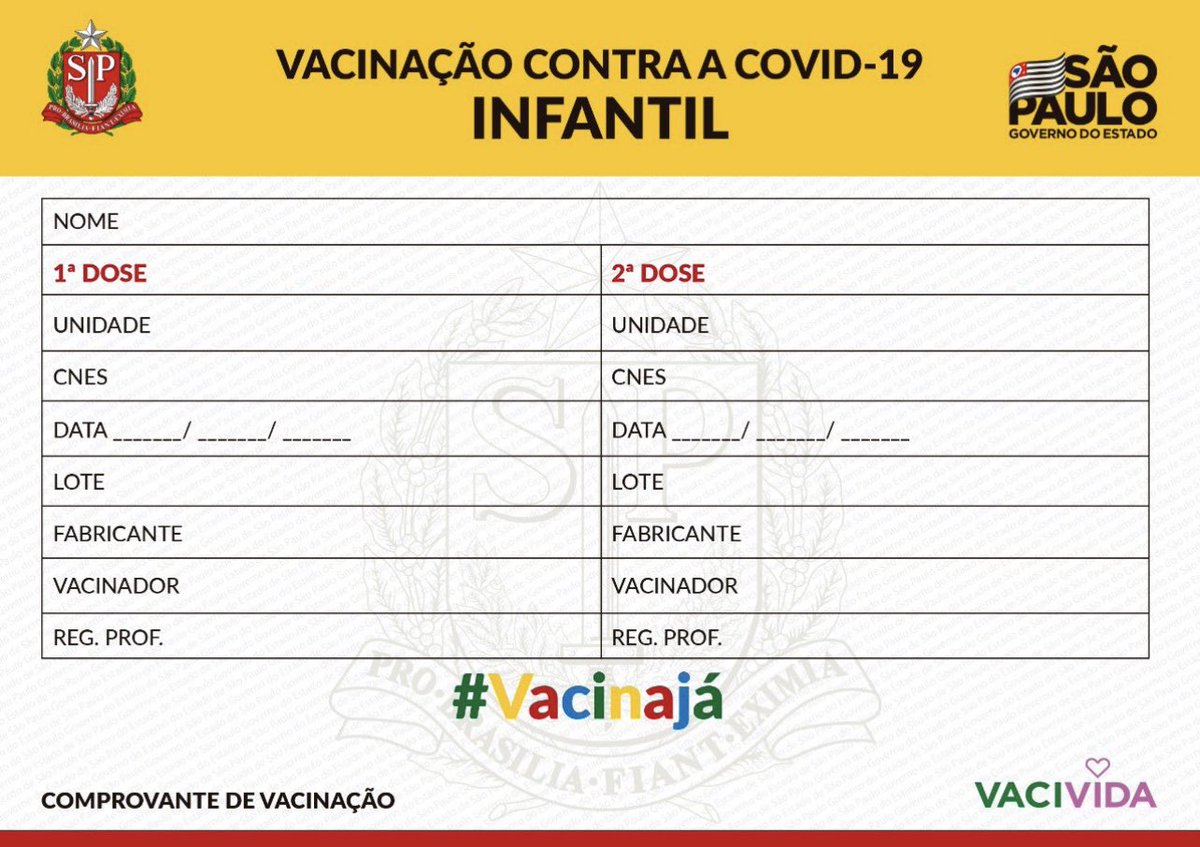 VACINAÇÃO CONTRA A COVID-19
INFANTIL
SP
PRO·BRASILIA·FIANT·EXIMIA
SÃO
PAULO
GOVERNO DO ESTADO
NOME
1ª DOSE
2ª DOSE
UNIDADE
UNIDADE
CNES
CNES
DATA _______/ _______/ _______
DATA _______/ _______/ _______
LOTE
LOTE
FABRICANTE
FABRICANTE
VACINADOR
VACINADOR
REG. PROF.
REG. PROF.
SP
PRO·BRASILIA·FIANT·EXIMIA
#Vacinajá
COMPROVANTE DE VACINAÇÃO
VACIVIDA